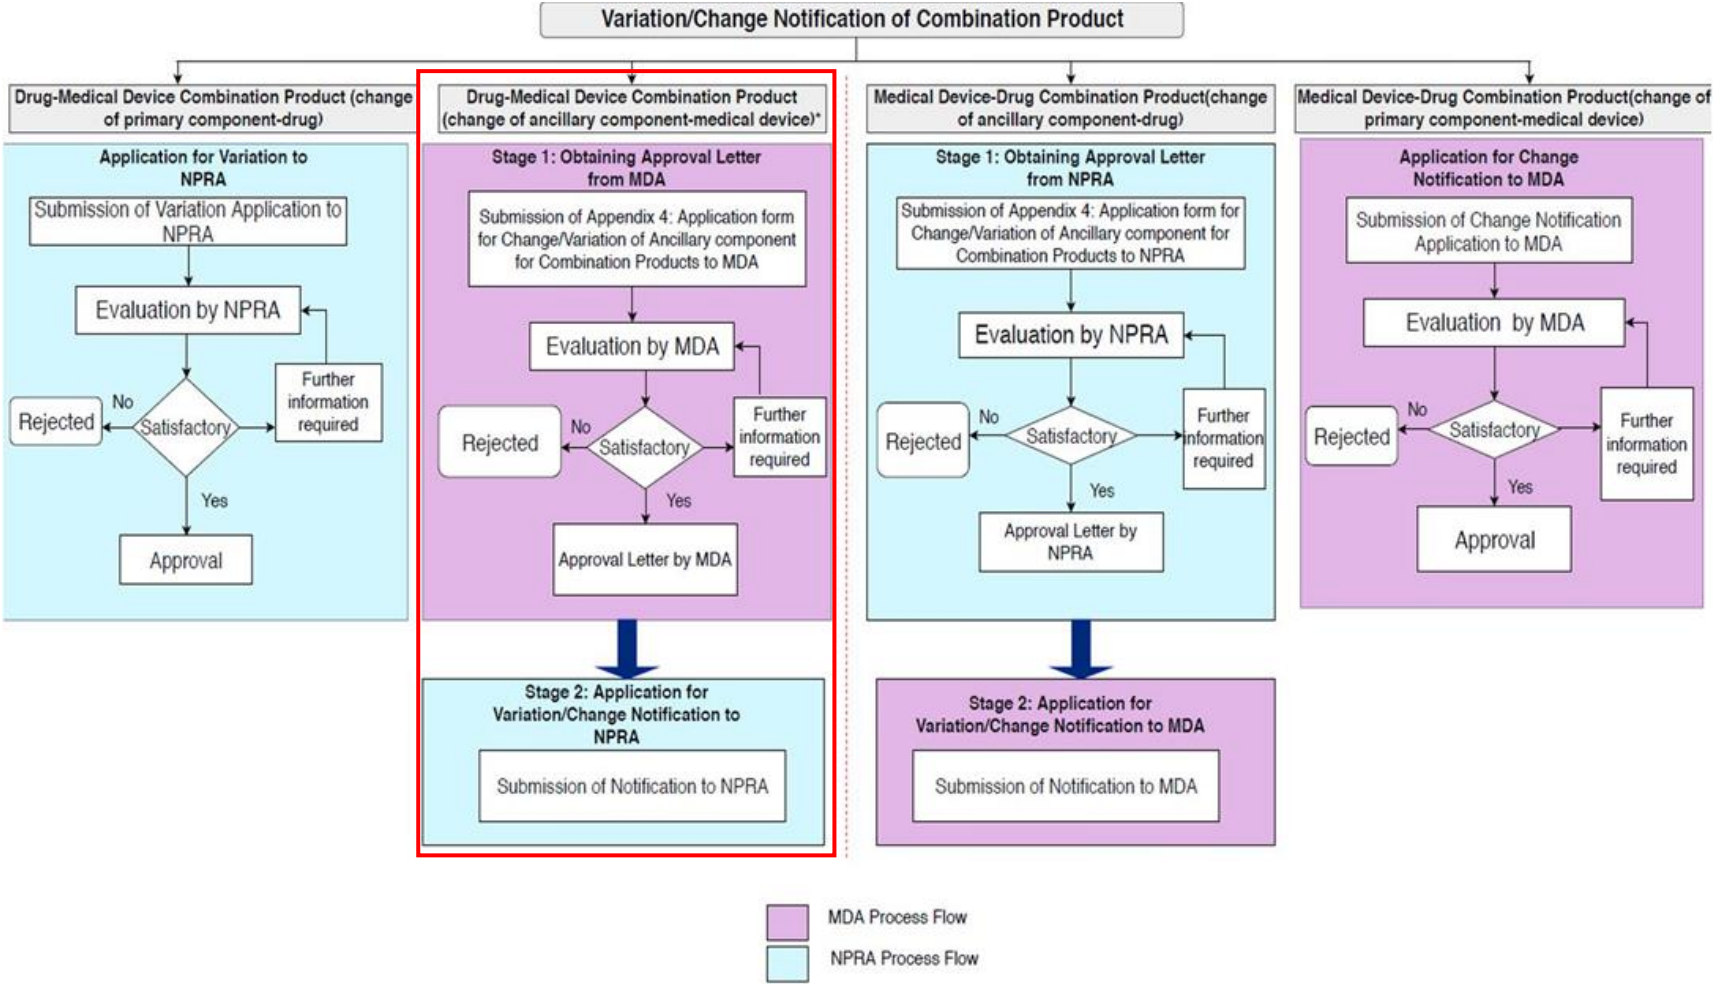 Variation/Change Notification of Combination Product
Drug-Medical Device Combination Product (change
of primary component-drug)
Application for Variation to
NPRA
Submission of Variation Application to
NPRA
Evaluation by NPRA
Further
information
required
No
Rejected
Satisfactory
Yes
Approval
Drug-Medical Device Combination Product
(change of ancillary component-medical device)*
Stage 1: Obtaining Approval Letter
from MDA
Submission of Appendix 4: Application form
for Change/Variation of Ancillary component
for Combination Products to MDA
Evaluation by MDA
Further
information
required
No
Rejected
Satisfactory
Yes
Approval Letter by MDA
Stage 2: Application for
Variation/Change Notification to
NPRA
Submission of Notification to NPRA
Medical Device-Drug Combination Product(change
of ancillary component-drug)
Stage 1: Obtaining Approval Letter
from NPRA
Submission of Appendix 4: Application form for
Change/Variation of Ancillary component for
Combination Products to NPRA
Evaluation by NPRA
Further
information
required
No
Rejected
Satisfactory
Yes
Approval Letter by
NPRA
Stage 2: Application for
Variation/Change Notification to MDA
Submission of Notification to MDA
Medical Device-Drug Combination Product(change of
primary component-medical device)
Application for Change
Notification to MDA
Submission of Change Notification
Application to MDA
Evaluation by MDA
Further
information
required
No
Rejected
Satisfactory
Yes
Approval
MDA Process Flow
NPRA Process Flow